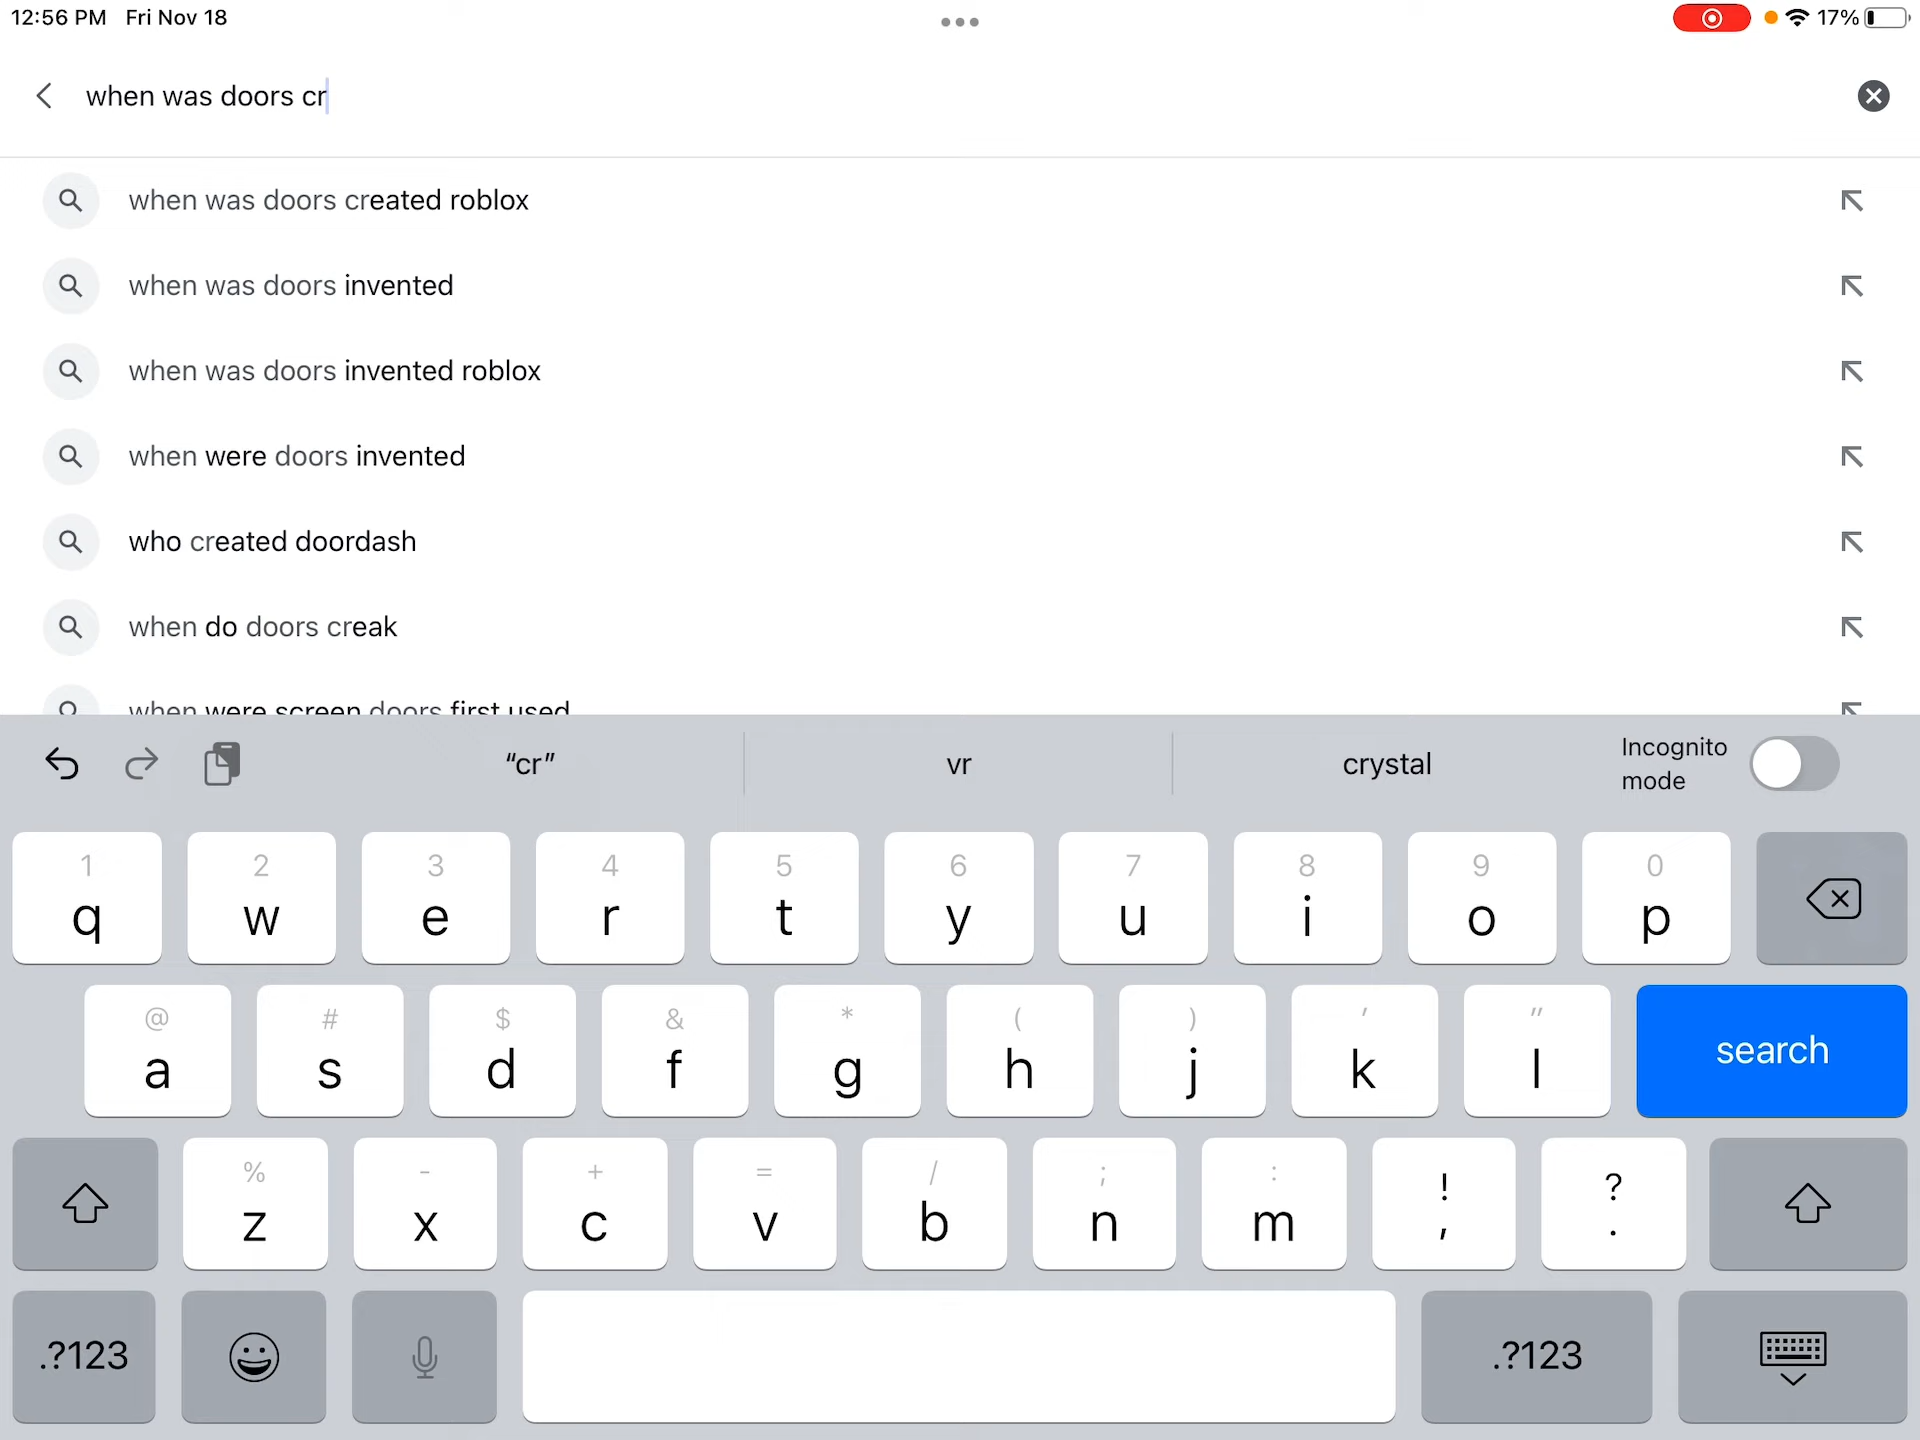 12:56 PM Fri Nov 18
17%
when was doors cr
when was doors created roblox
when was doors invented
when was doors invented roblox
when were doors invented
who created doordash
when do doors creak
when were screen doors first used
“cr” vr crystal Incognito mode
1 2 3 4 5 6 7 8 9 0
q w e r t y u i o p
@ # $ & * ( ) ' "
a s d f g h j k l search
% - + = / ; : ! ?
z x c v b n m , .
.?123 .?123